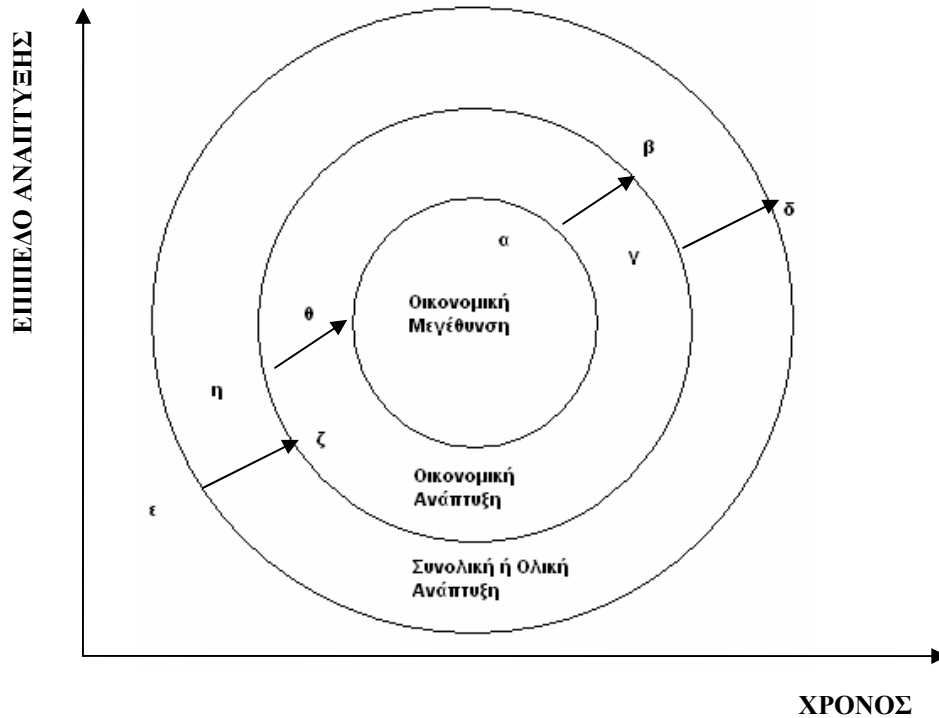 ΕΠΙΠΕΔΟ ΑΝΑΠΤΥΞΗΣ
β
δ
α
γ
Οικονομική
Μεγέθυνση
θ
η
ζ
Οικονομική
Ανάπτυξη
ε
Συνολική ή Ολική
Ανάπτυξη
ΧΡΟΝΟΣ